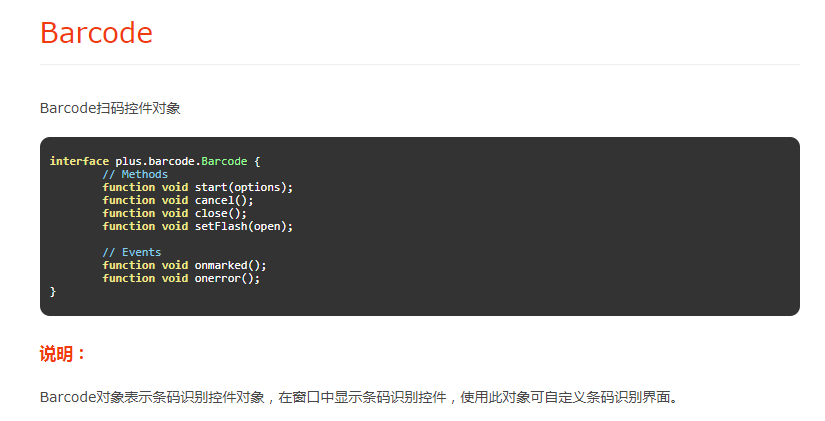 Barcode
Barcode扫码控件对象
interface plus.barcode.Barcode {
// Methods
function void start(options);
function void cancel();
function void close();
function void setFlash(open);
// Events
function void onmarked();
function void onerror();
}
说明：
Barcode对象表示条码识别控件对象，在窗口中显示条码识别控件，使用此对象可自定义条码识别界面。